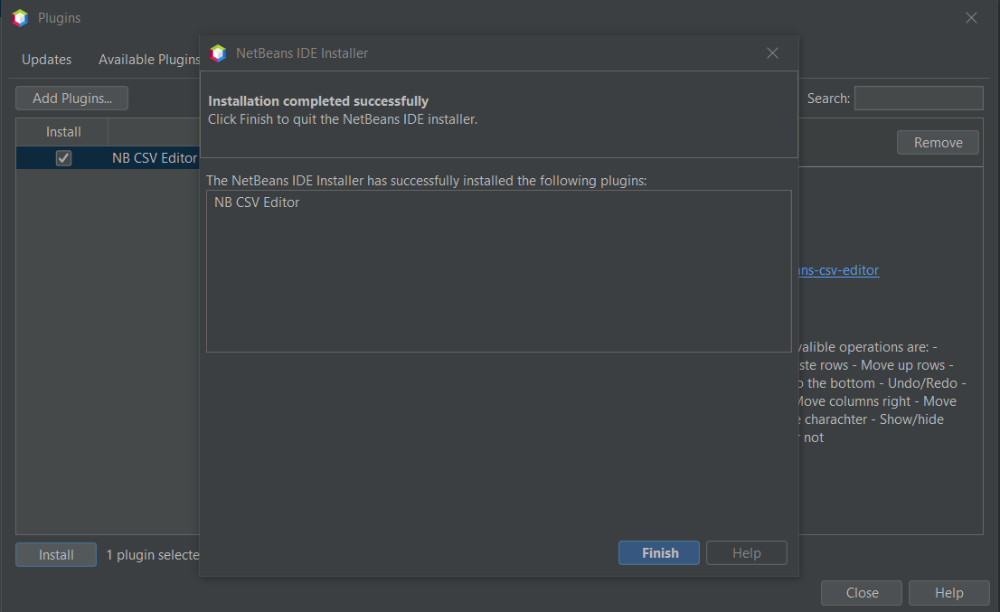 Plugins
Updates
Available Plugins
NetBeans IDE Installer
Add Plugins...
Search:
Installation completed successfully
Click Finish to quit the NetBeans IDE installer.
Install
Remove
NB CSV Editor
The NetBeans IDE Installer has successfully installed the following plugins:
NB CSV Editor
ns-csv-editor
operations are: -
rows - Move up rows -
the bottom - Undo/Redo -
Move columns right - Move
charachter - Show/hide
not
Install
1 plugin selecte
Finish
Help
Close
Help